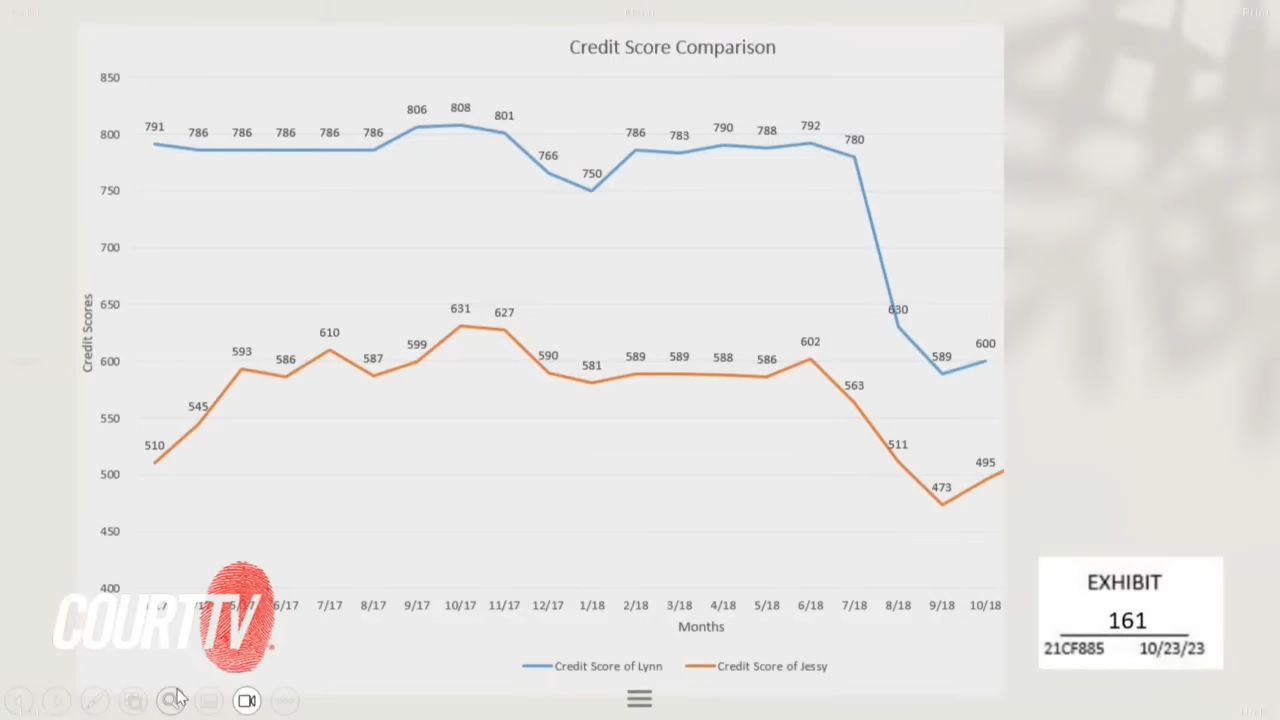 Credit Score Comparison
850
800
750
700
650
600
550
500
450
400
Credit Scores
791 786 786 786 786 786 806 808 801 766 750 786 783 790 788 792 780 630 589 600
510 545 593 586 610 587 599 631 627 590 581 589 589 588 586 602 563 511 473 495
6/17 7/17 8/17 9/17 10/17 11/17 12/17 1/18 2/18 3/18 4/18 5/18 6/18 7/18 8/18 9/18 10/18
Months
Credit Score of Lynn Credit Score of Jessy
COURT TV
EXHIBIT
161
21CF885 10/23/23